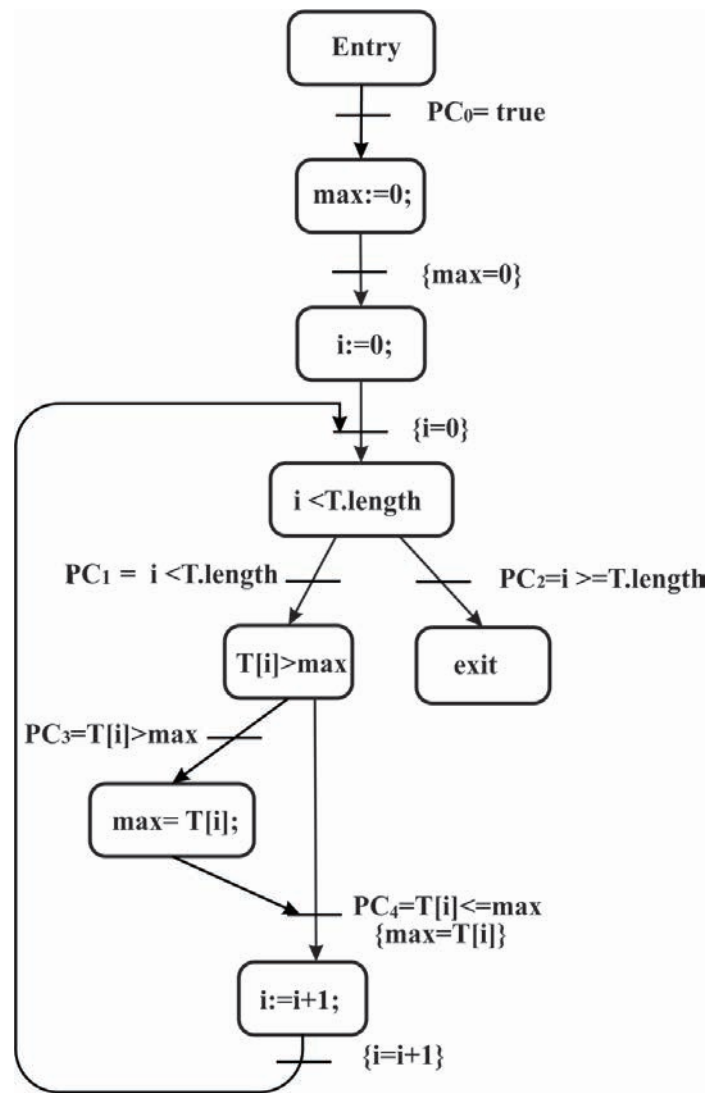 Entry
PC₀= true
max:=0;
{max=0}
i:=0;
{i=0}
i <T.length
PC₁ = i <T.length
PC₂=i >=T.length
T[i]>max
exit
PC₃=T[i]>max
max= T[i];
PC₄=T[i]<=max
{max=T[i]}
i:=i+1;
{i=i+1}